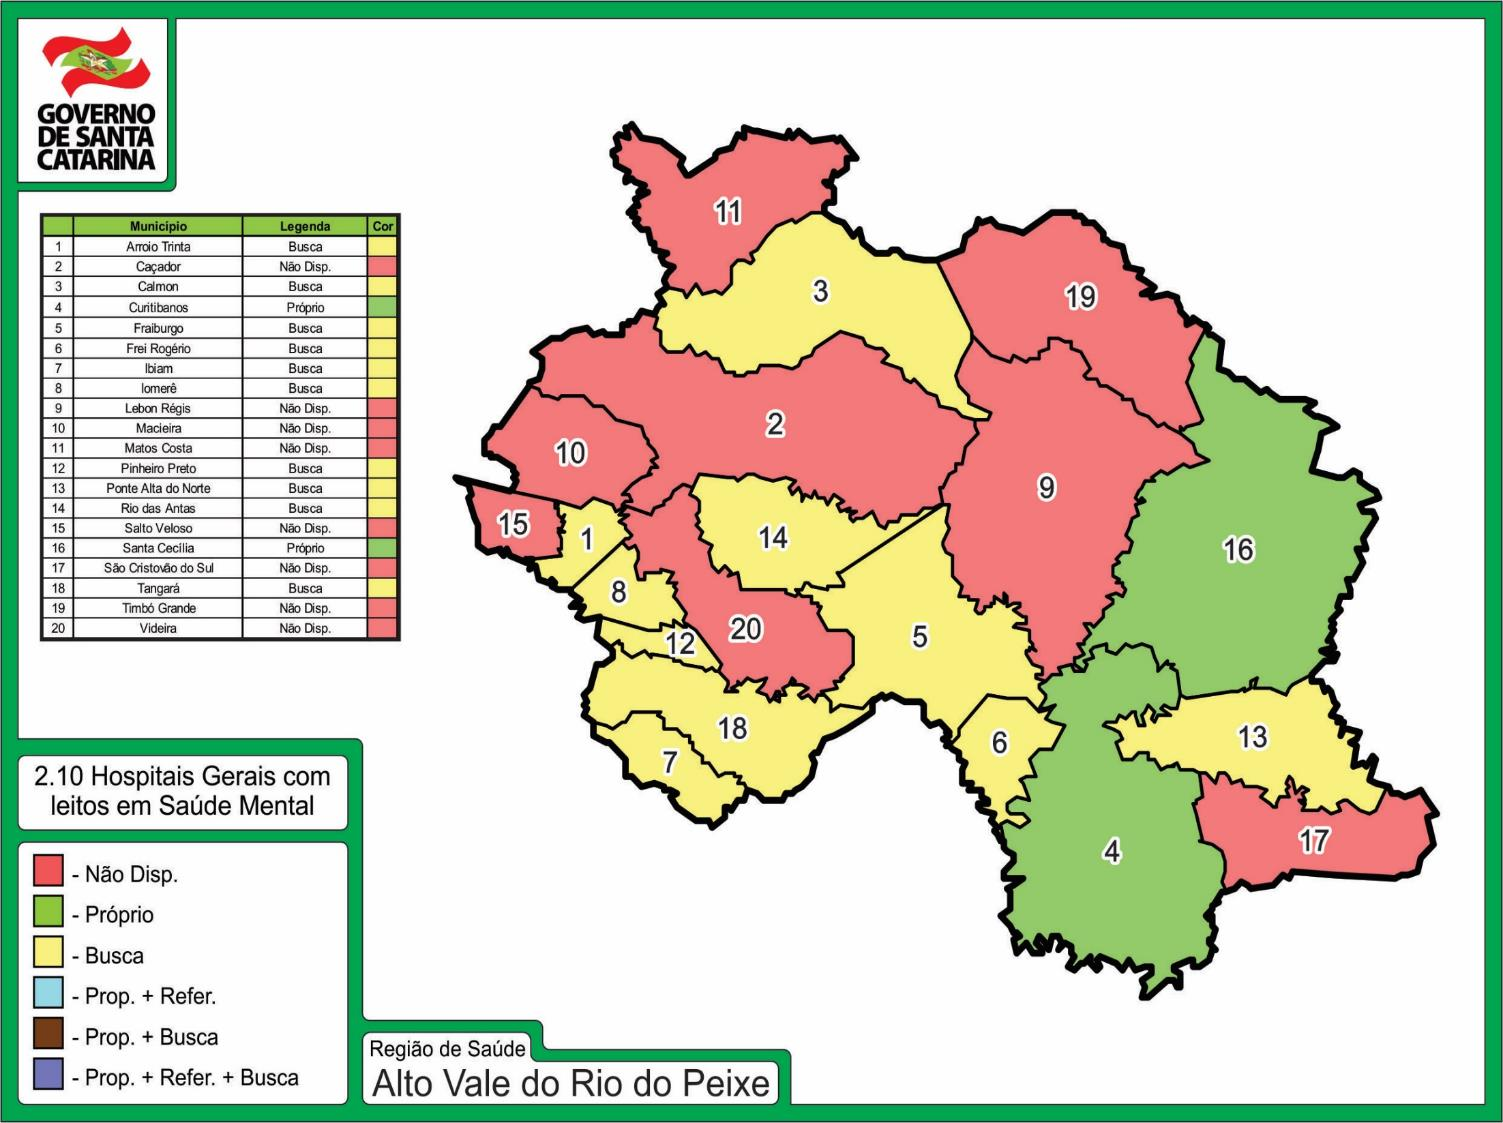 GOVERNO
DE SANTA
CATARINA
Município Legenda Cor
1 Arroio Trinta Busca
2 Caçador Não Disp.
3 Calmon Busca
4 Curitibanos Próprio
5 Fraiburgo Busca
6 Frei Rogério Busca
7 Ibiam Busca
8 Iomerê Busca
9 Lebon Régis Não Disp.
10 Macieira Não Disp.
11 Matos Costa Não Disp.
12 Pinheiro Preto Busca
13 Ponte Alta do Norte Busca
14 Rio das Antas Busca
15 Salto Veloso Não Disp.
16 Santa Cecília Próprio
17 São Cristovão do Sul Não Disp.
18 Tangará Busca
19 Timbó Grande Não Disp.
20 Videira Não Disp.
11
3
19
2
10
9
15
1
14
16
8
20
12
5
18
7
6
13
4
17
2.10 Hospitais Gerais com
leitos em Saúde Mental
- Não Disp.
- Próprio
- Busca
- Prop. + Refer.
- Prop. + Busca
- Prop. + Refer. + Busca
Região de Saúde
Alto Vale do Rio do Peixe